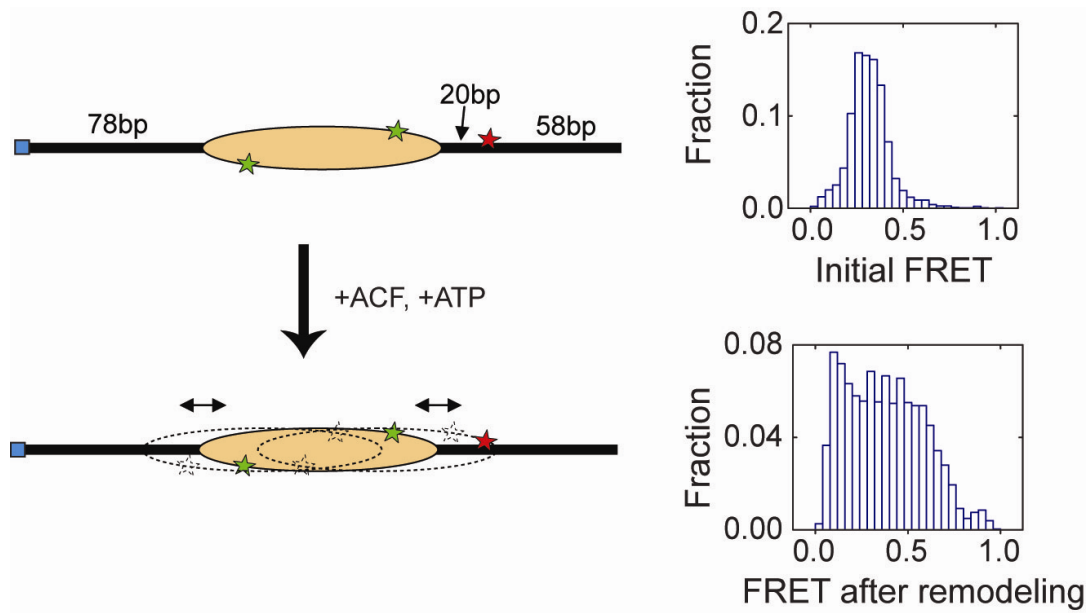 78bp
20bp
58bp
+ACF, +ATP
0.2
0.1
0.0
Fraction
0.0 0.5 1.0
Initial FRET
0.08
0.04
0.00
Fraction
0.0 0.5 1.0
FRET after remodeling